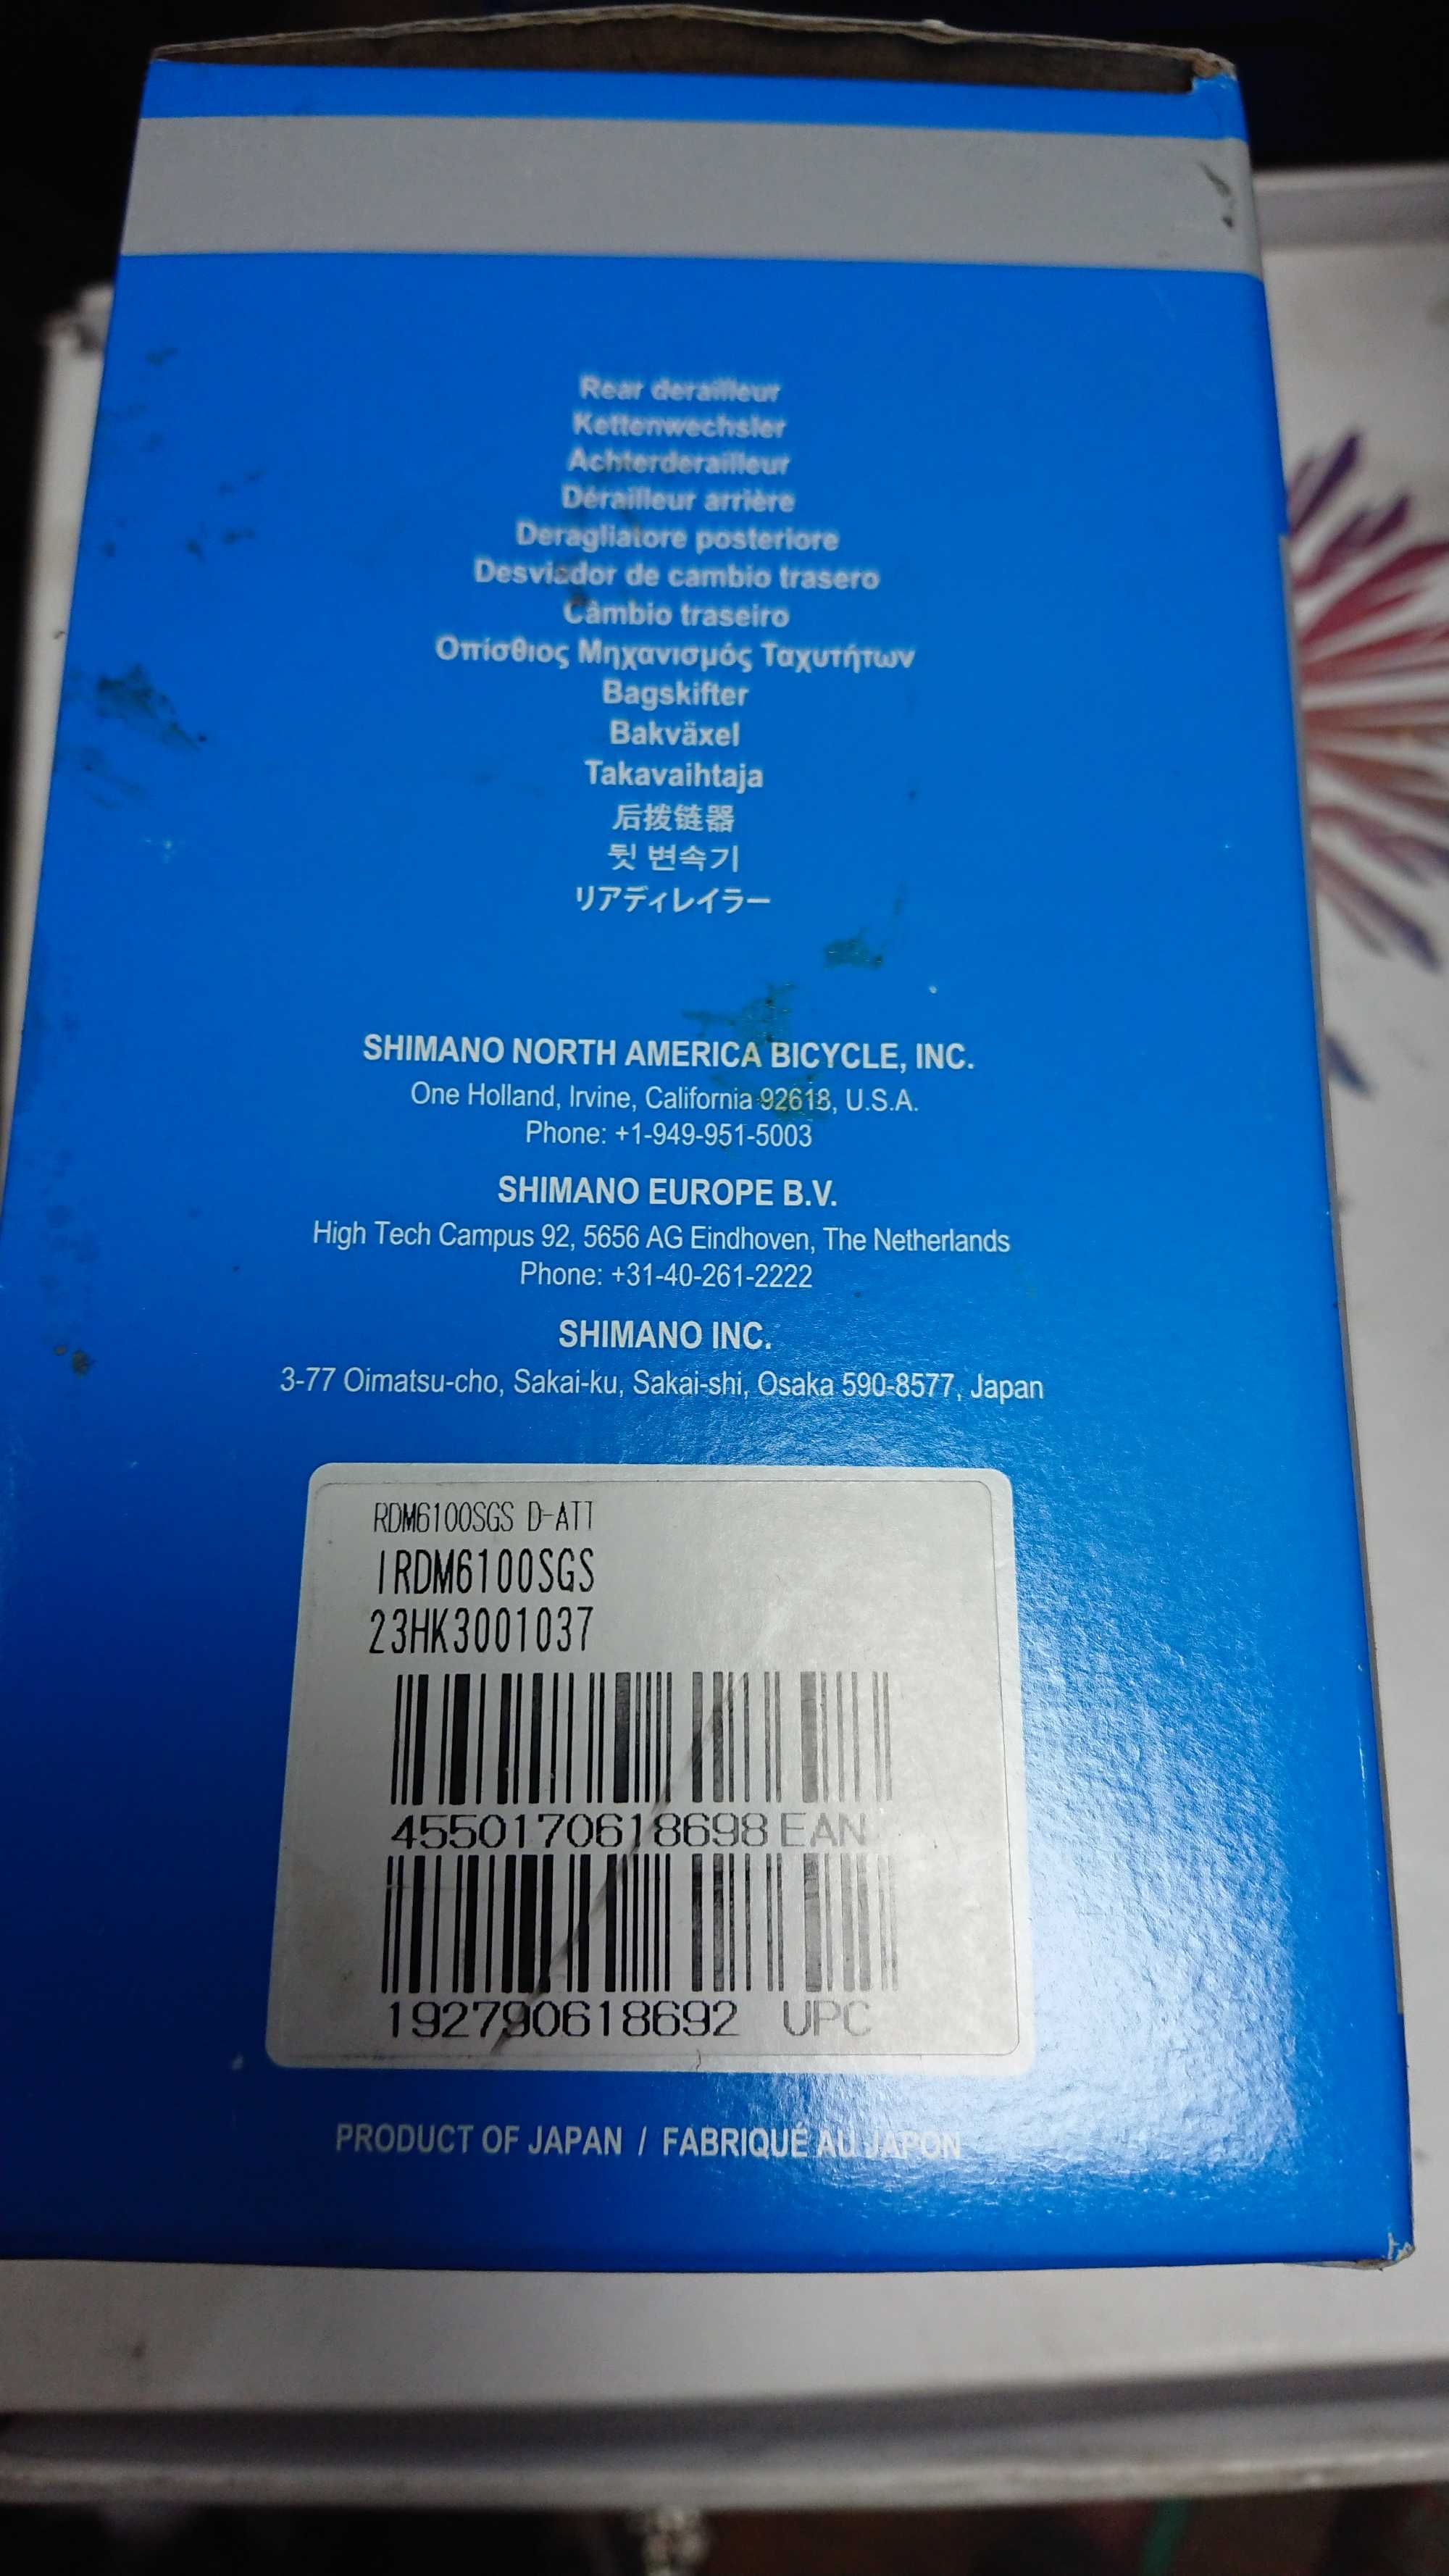 Rear derailleur
Kettenwechsler
Achterderailleur
Dérailleur arrière
Deragliatore posteriore
Desviador de cambio trasero
Câmbio traseiro
Οπίσθιος Μηχανισμός Ταχυτήτων
Bagskifter
Bakväxel
Takavaihtaja
后拨链器
뒷 변속기
リアディレイラー
SHIMANO NORTH AMERICA BICYCLE, INC.
One Holland, Irvine, California 92618, U.S.A.
Phone: +1-949-951-5003
SHIMANO EUROPE B.V.
High Tech Campus 92, 5656 AG Eindhoven, The Netherlands
Phone: +31-40-261-2222
SHIMANO INC.
3-77 Oimatsu-cho, Sakai-ku, Sakai-shi, Osaka 590-8577, Japan
RDM6100SGS D-ATT
IRDM6100SGS
23HK3001037
4550170618698 EAN
192790618692 UPC
PRODUCT OF JAPAN / FABRIQUÉ AU JAPON